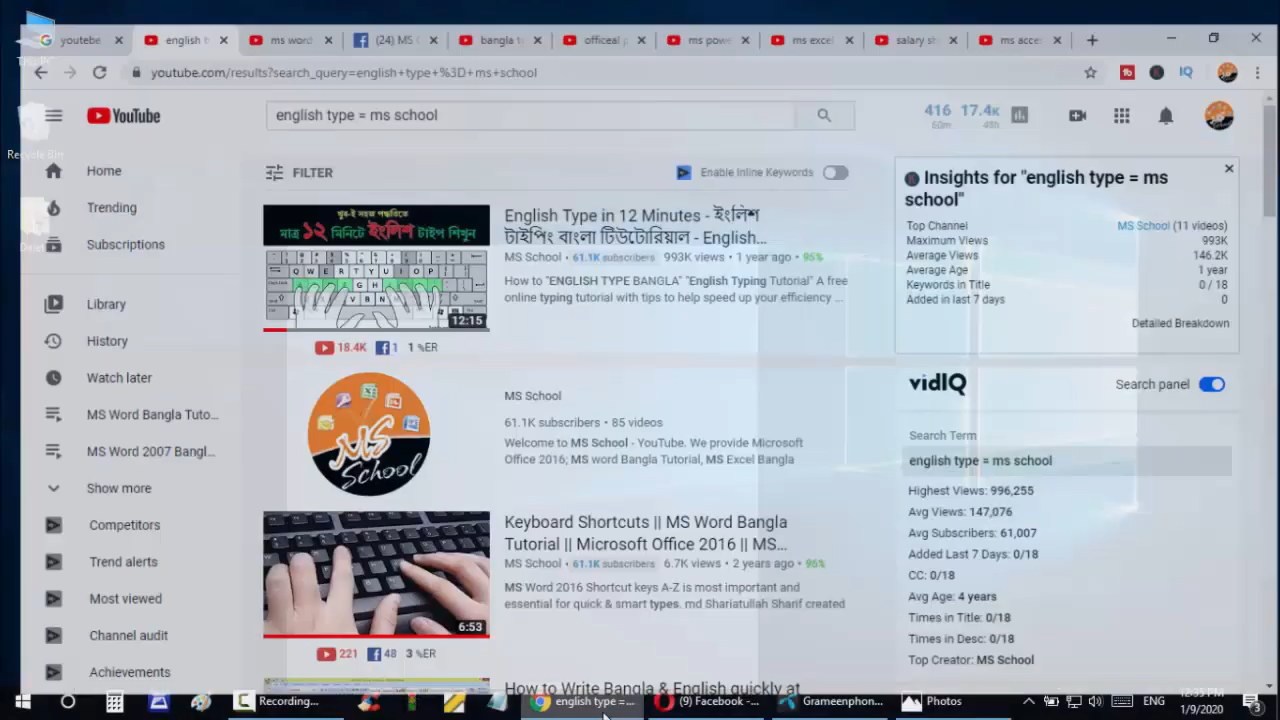 youtebe
english t
ms word
(24) MS
bangla t
officeal
ms pow
ms excel
salary s
ms acce
youtube.com/results?search_query=english+type+%3D+ms+school
YouTube
english type = ms school
416 17.4K
60m 48h
Recycle Bin
Home
Trending
Subscriptions
Library
History
Watch later
MS Word Bangla Tuto...
MS Word 2007 Bangl...
Show more
Competitors
Trend alerts
Most viewed
Channel audit
Achievements
FILTER
Enable Inline Keywords
খুব-ই সহজ পদ্ধতিতে
মাত্র ১২ মিনিটে ইংলিশ টাইপ শিখুন
12:15
English Type in 12 Minutes - ইংলিশ
টাইপিং বাংলা টিউটোরিয়াল - English...
MS School • 61.1K subscribers • 993K views • 1 year ago • 95%
How to "ENGLISH TYPE BANGLA" "English Typing Tutorial" A free
online typing tutorial with tips to help speed up your efficiency ...
18.4K 1 1 %ER
MS School
MS School
61.1K subscribers • 85 videos
Welcome to MS School - YouTube. We provide Microsoft
Office 2016; MS word Bangla Tutorial, MS Excel Bangla
6:53
Keyboard Shortcuts || MS Word Bangla
Tutorial || Microsoft Office 2016 || MS...
MS School • 61.1K subscribers • 6.7K views • 2 years ago • 95%
MS Word 2016 Shortcut keys A-Z is most important and
essential for quick & smart types. md Shariatullah Sharif created
221 48 3 %ER
How to Write Bangla & English quickly at
Insights for "english type = ms
school"
Top Channel MS School (11 videos)
Maximum Views 993K
Average Views 146.2K
Average Age 1 year
Keywords in Title 0 / 18
Added in last 7 days 0
Detailed Breakdown
vidIQ
Search panel
Search Term
english type = ms school
Highest Views: 996,255
Avg Views: 147,076
Avg Subscribers: 61,007
Added Last 7 Days: 0/18
CC: 0/18
Avg Age: 4 years
Times in Title: 0/18
Times in Desc: 0/18
Top Creator: MS School
Recording...
english type =...
(9) Facebook -...
Grameenphon...
Photos
ENG
12:35 PM
1/9/2020
3